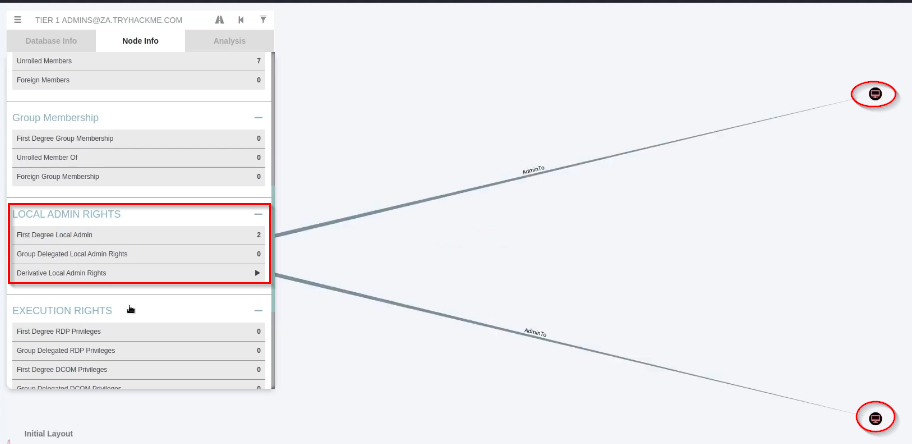 TIER 1 ADMINS@ZA.TRYHACKME.COM
Database Info Node Info Analysis
Unrolled Members 7
Foreign Members 0
Group Membership
First Degree Group Membership 0
Unrolled Member Of 0
Foreign Group Membership 0
LOCAL ADMIN RIGHTS
First Degree Local Admin 2
Group Delegated Local Admin Rights 0
Derivative Local Admin Rights
EXECUTION RIGHTS
First Degree RDP Privileges 0
Group Delegated RDP Privileges 0
First Degree DCOM Privileges 0
Group Delegated DCOM Privileges 0
AdminTo
AdminTo
Initial Layout